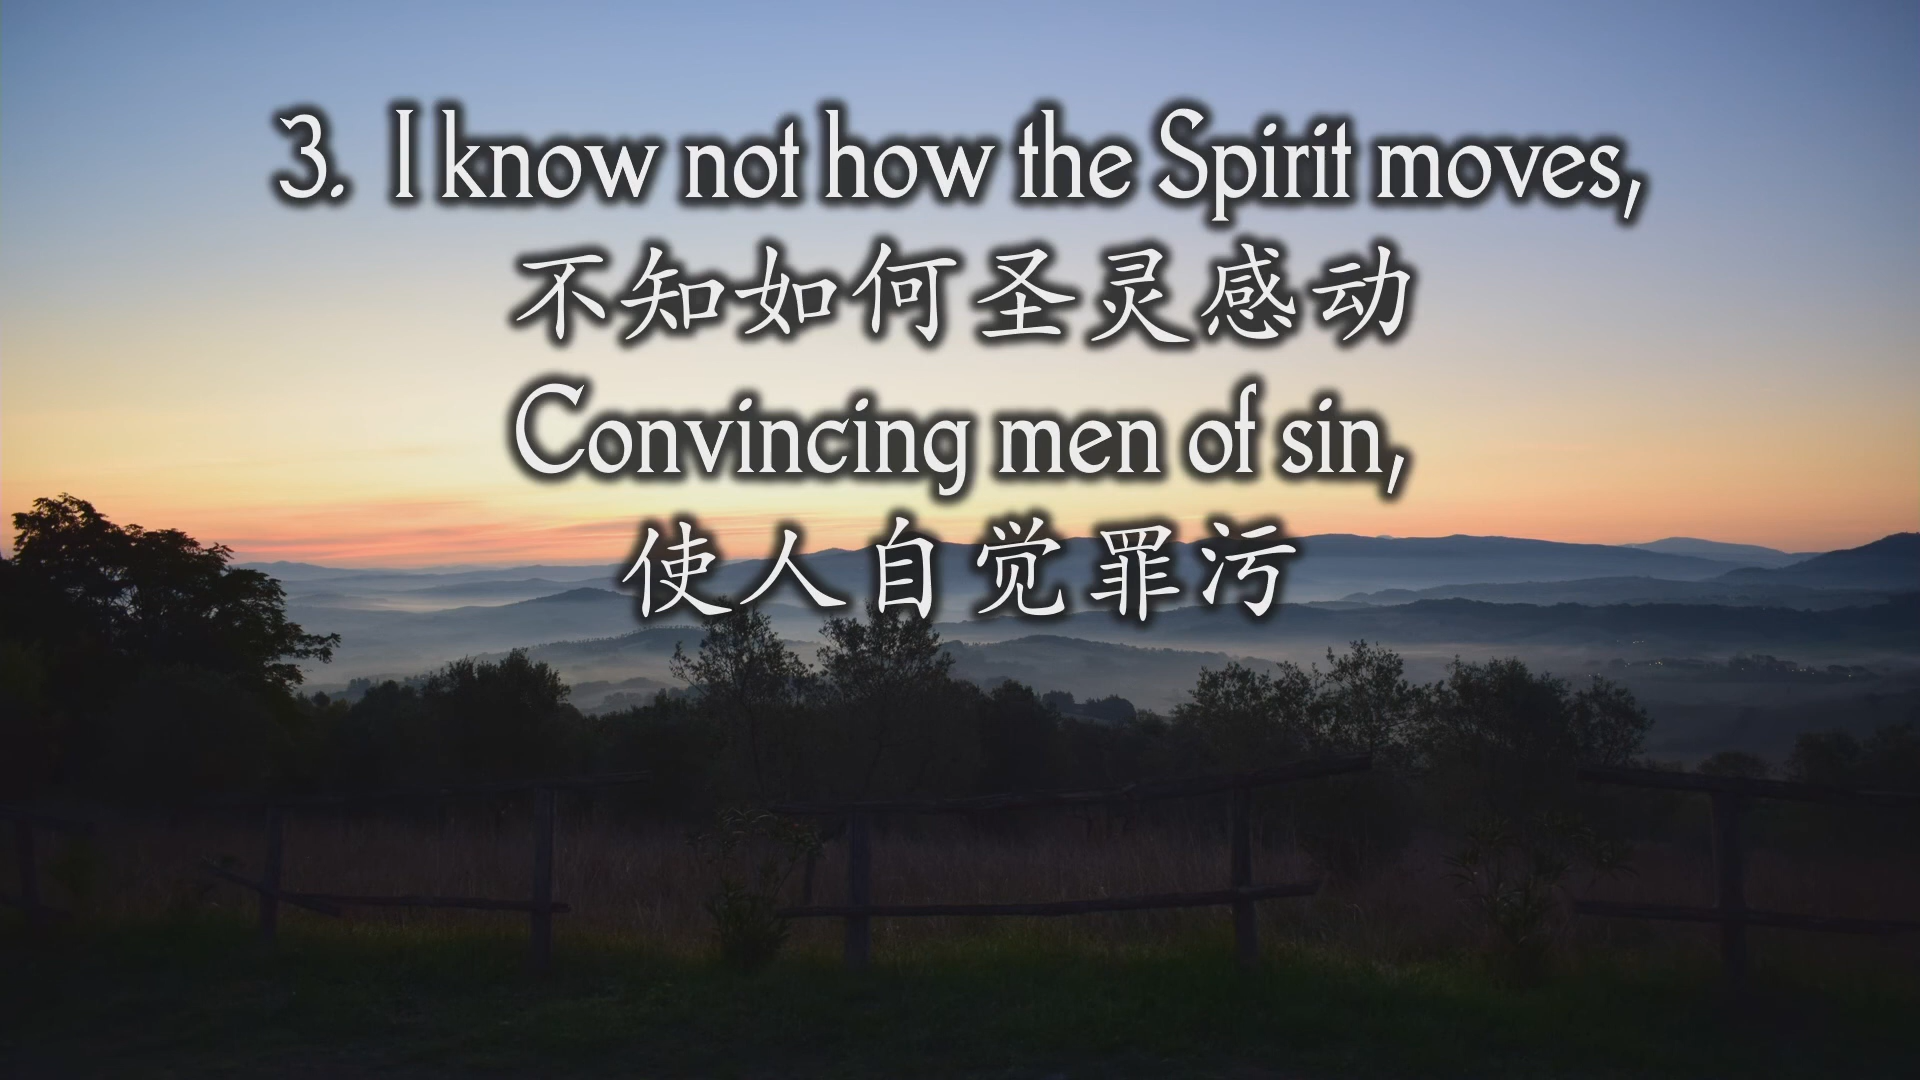 3. I know not how the Spirit moves,
不知如何圣灵感动
Convincing men of sin,
使人自觉罪污